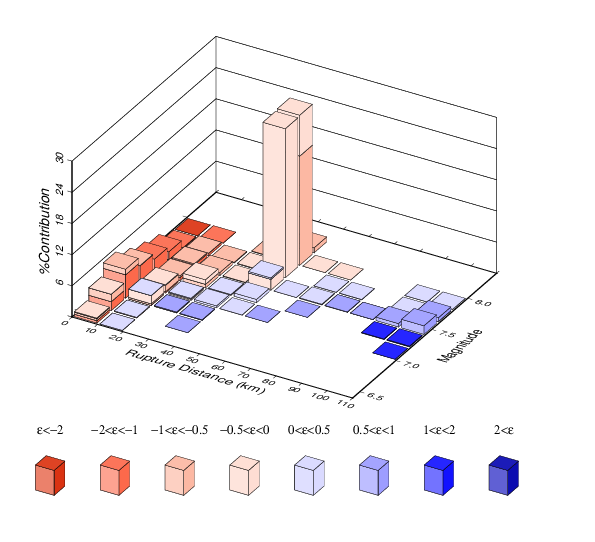 30
24
18
12
6
%Contribution
0
10
20
30
40
50
60
70
80
90
100
110
Rupture Distance (km)
8.0
7.5
7.0
6.5
Magnitude
ε<−2
−2<ε<−1
−1<ε<−0.5
−0.5<ε<0
0<ε<0.5
0.5<ε<1
1<ε<2
2<ε